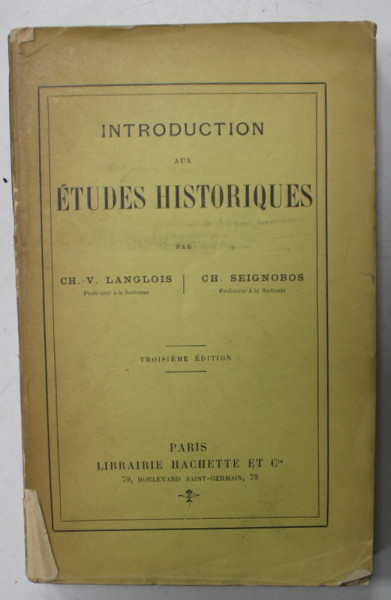 INTRODUCTION
AUX
ÉTUDES HISTORIQUES
PAR
CH. V. LANGLOIS
Professeur à la Sorbonne
CH. SEIGNOBOS
Professeur à la Sorbonne
TROISIÈME ÉDITION
PARIS
LIBRAIRIE HACHETTE ET Cie
79, BOULEVARD SAINT-GERMAIN, 79